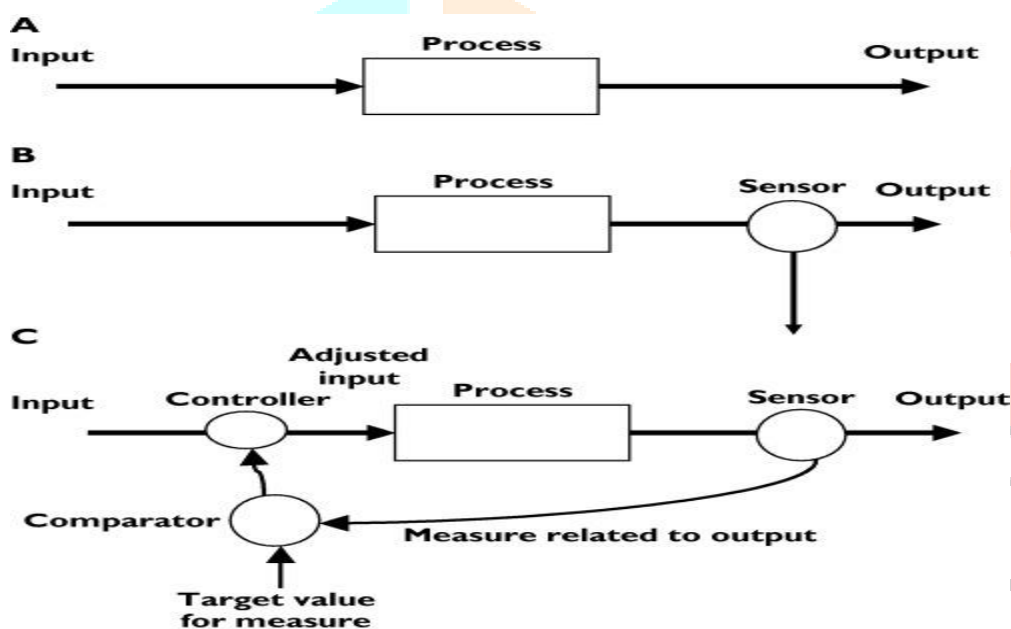 A
Input
Process
Output
B
Input
Process
Sensor
Output
C
Input
Controller
Adjusted
input
Process
Sensor
Output
Comparator
Measure related to output
Target value
for measure